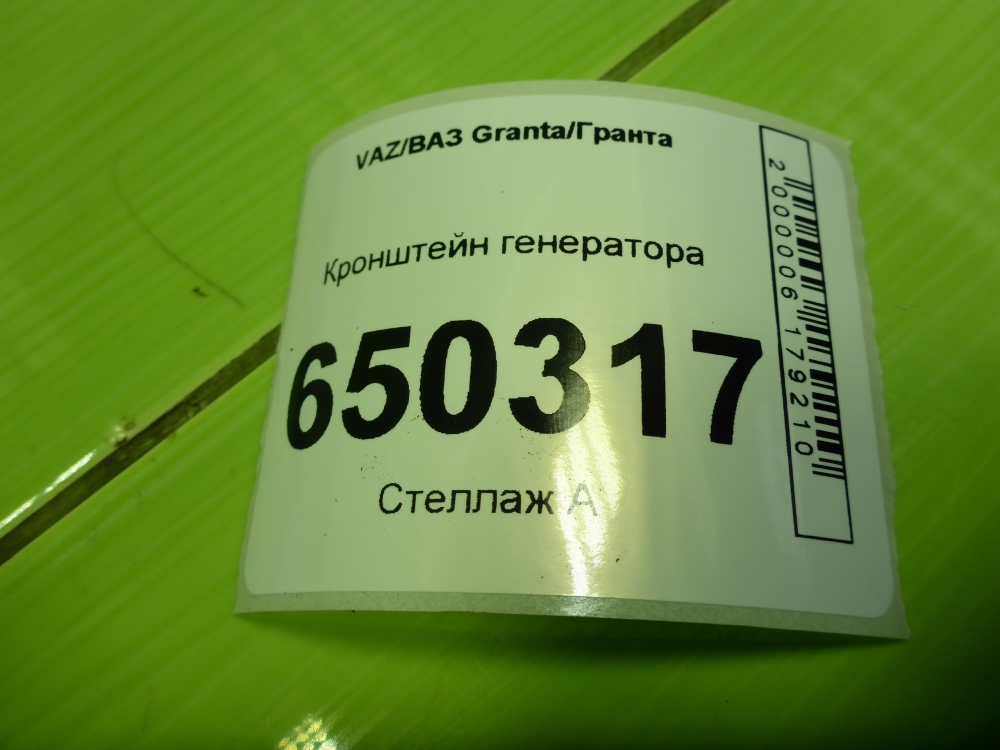 VAZ/ВАЗ Granta/Гранта
Кронштейн генератора
650317
Стеллаж А
2000006179210